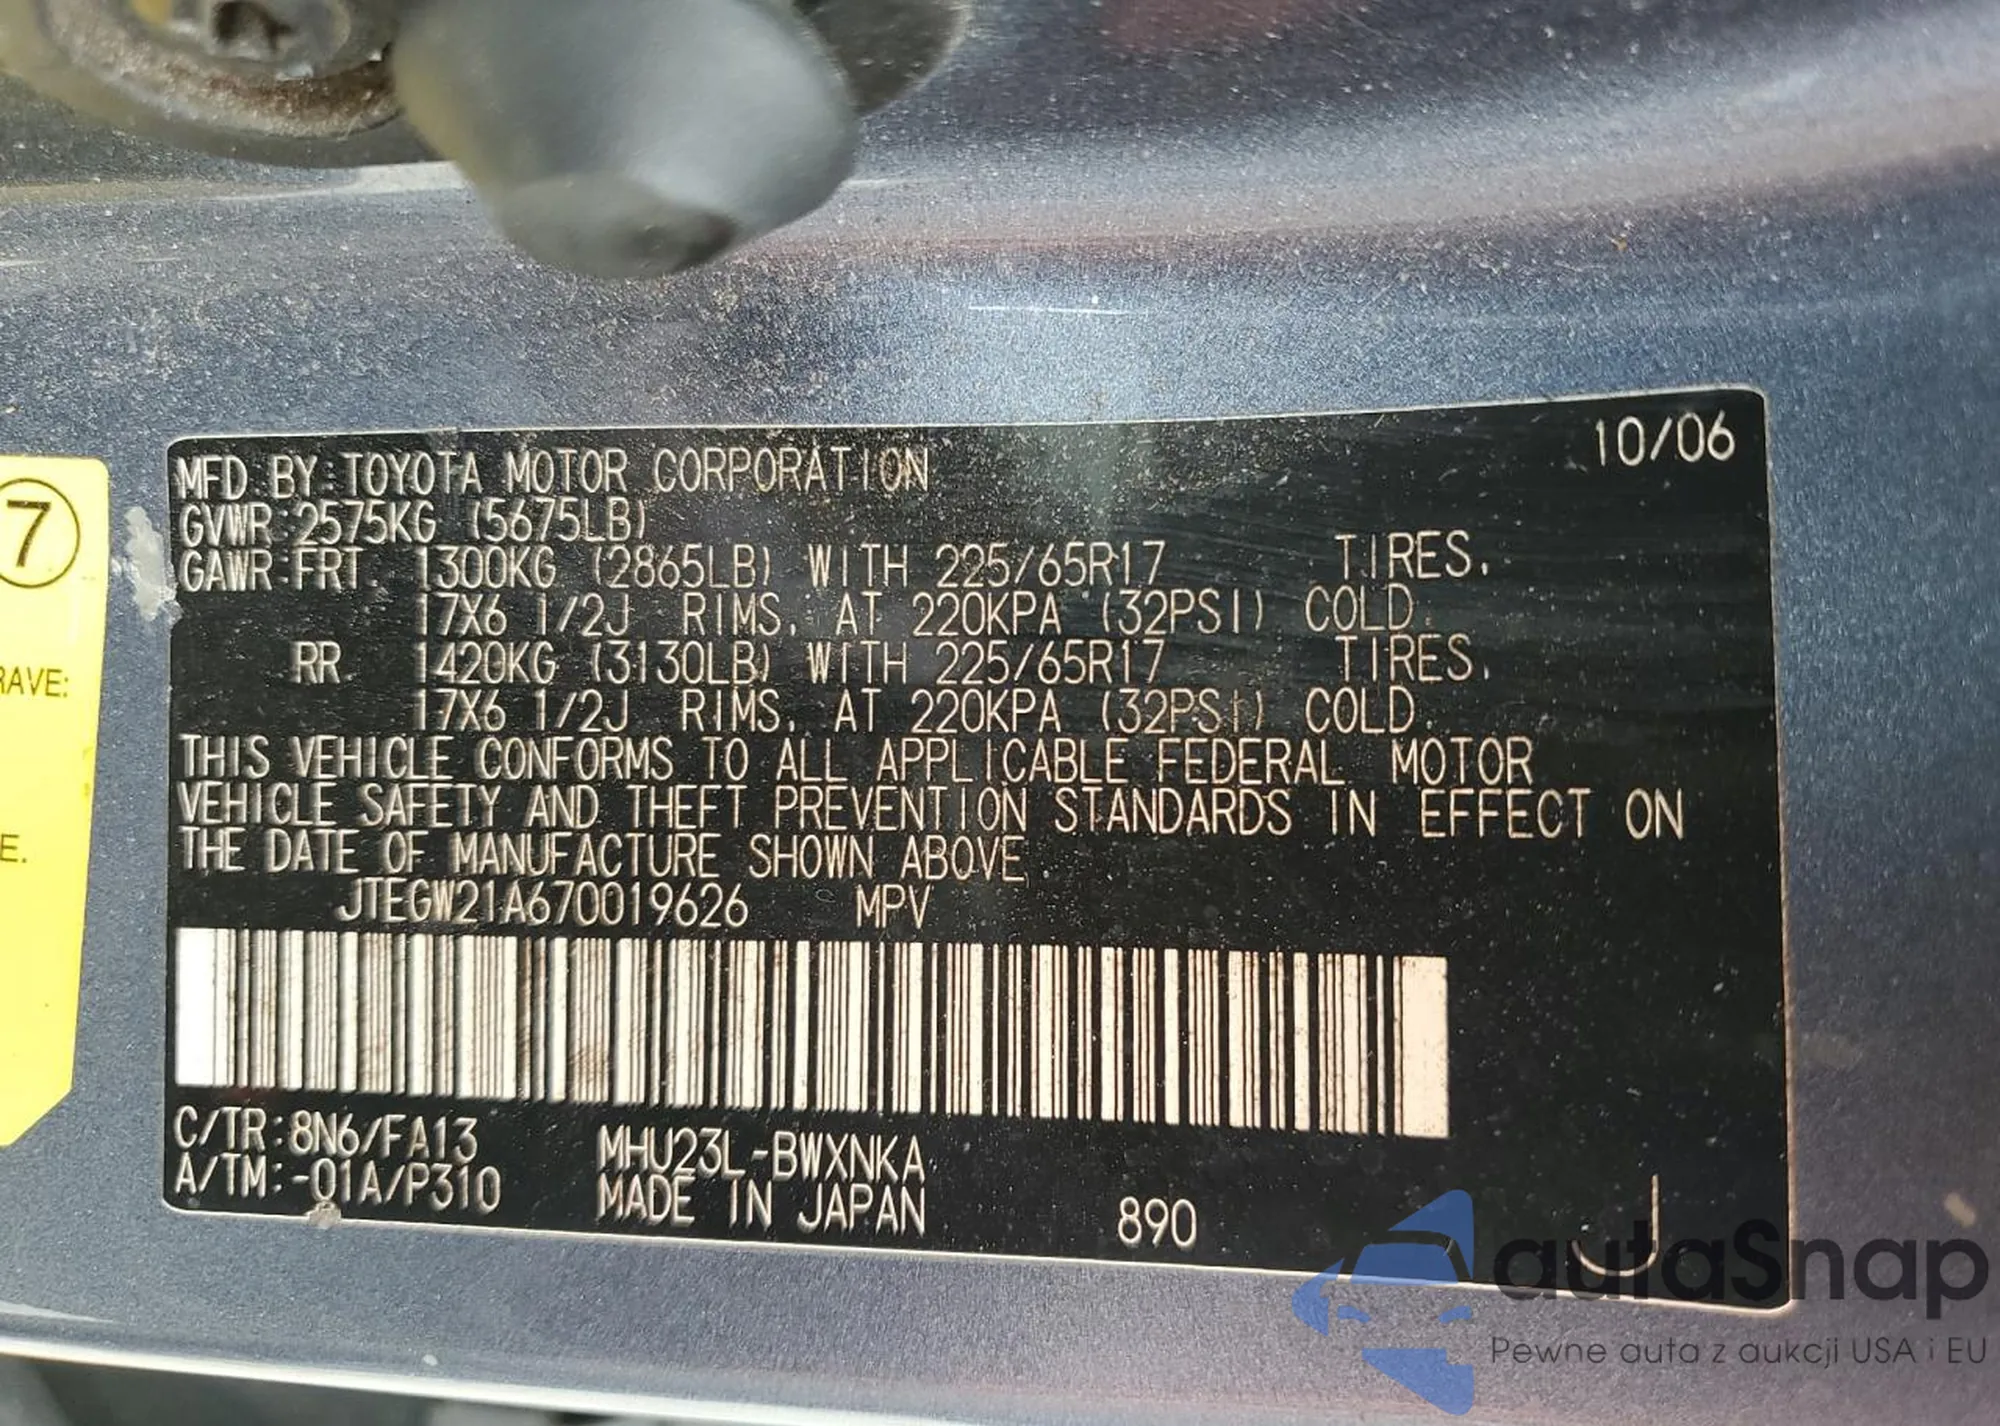 10/06
MFD BY:TOYOTA MOTOR CORPORATION
GVWR:2575KG (5675LB)
GAWR:FRT. 1300KG (2865LB) WITH 225/65R17 TIRES.
17X6 1/2J RIMS, AT 220KPA (32PSI) COLD.
RR 1420KG (3130LB) WITH 225/65R17 TIRES.
17X6 1/2J RIMS, AT 220KPA (32PSI) COLD.
THIS VEHICLE CONFORMS TO ALL APPLICABLE FEDERAL MOTOR
VEHICLE SAFETY AND THEFT PREVENTION STANDARDS IN EFFECT ON
THE DATE OF MANUFACTURE SHOWN ABOVE.
JTEGW21A670019626 MPV
C/TR:8N6/FA13 MHU23L-BWXNKA
A/TM:-01A/P310 MADE IN JAPAN 890 J
7
RAVE:
E.
autaSnap
Pewne auta z aukcji USA i EU